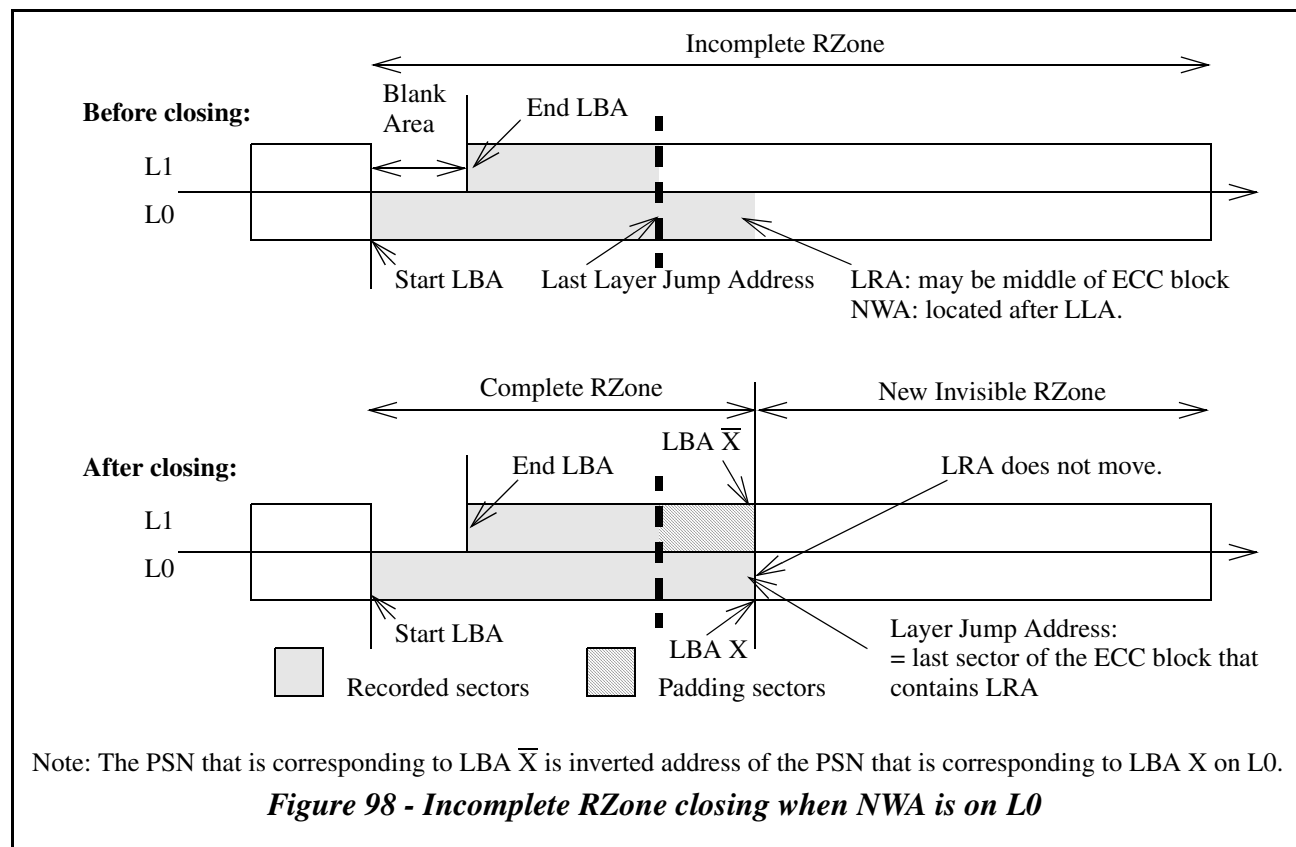 Incomplete RZone
Blank
Area
Before closing:
End LBA
L1
L0
Start LBA
Last Layer Jump Address
LRA: may be middle of ECC block
NWA: located after LLA.
Complete RZone
New Invisible RZone
LBA X̅
After closing:
End LBA
LRA does not move.
L1
L0
Start LBA
LBA X
Layer Jump Address:
= last sector of the ECC block that
contains LRA
Recorded sectors
Padding sectors
Note: The PSN that is corresponding to LBA X̅ is inverted address of the PSN that is corresponding to LBA X on L0.
Figure 98 - Incomplete RZone closing when NWA is on L0